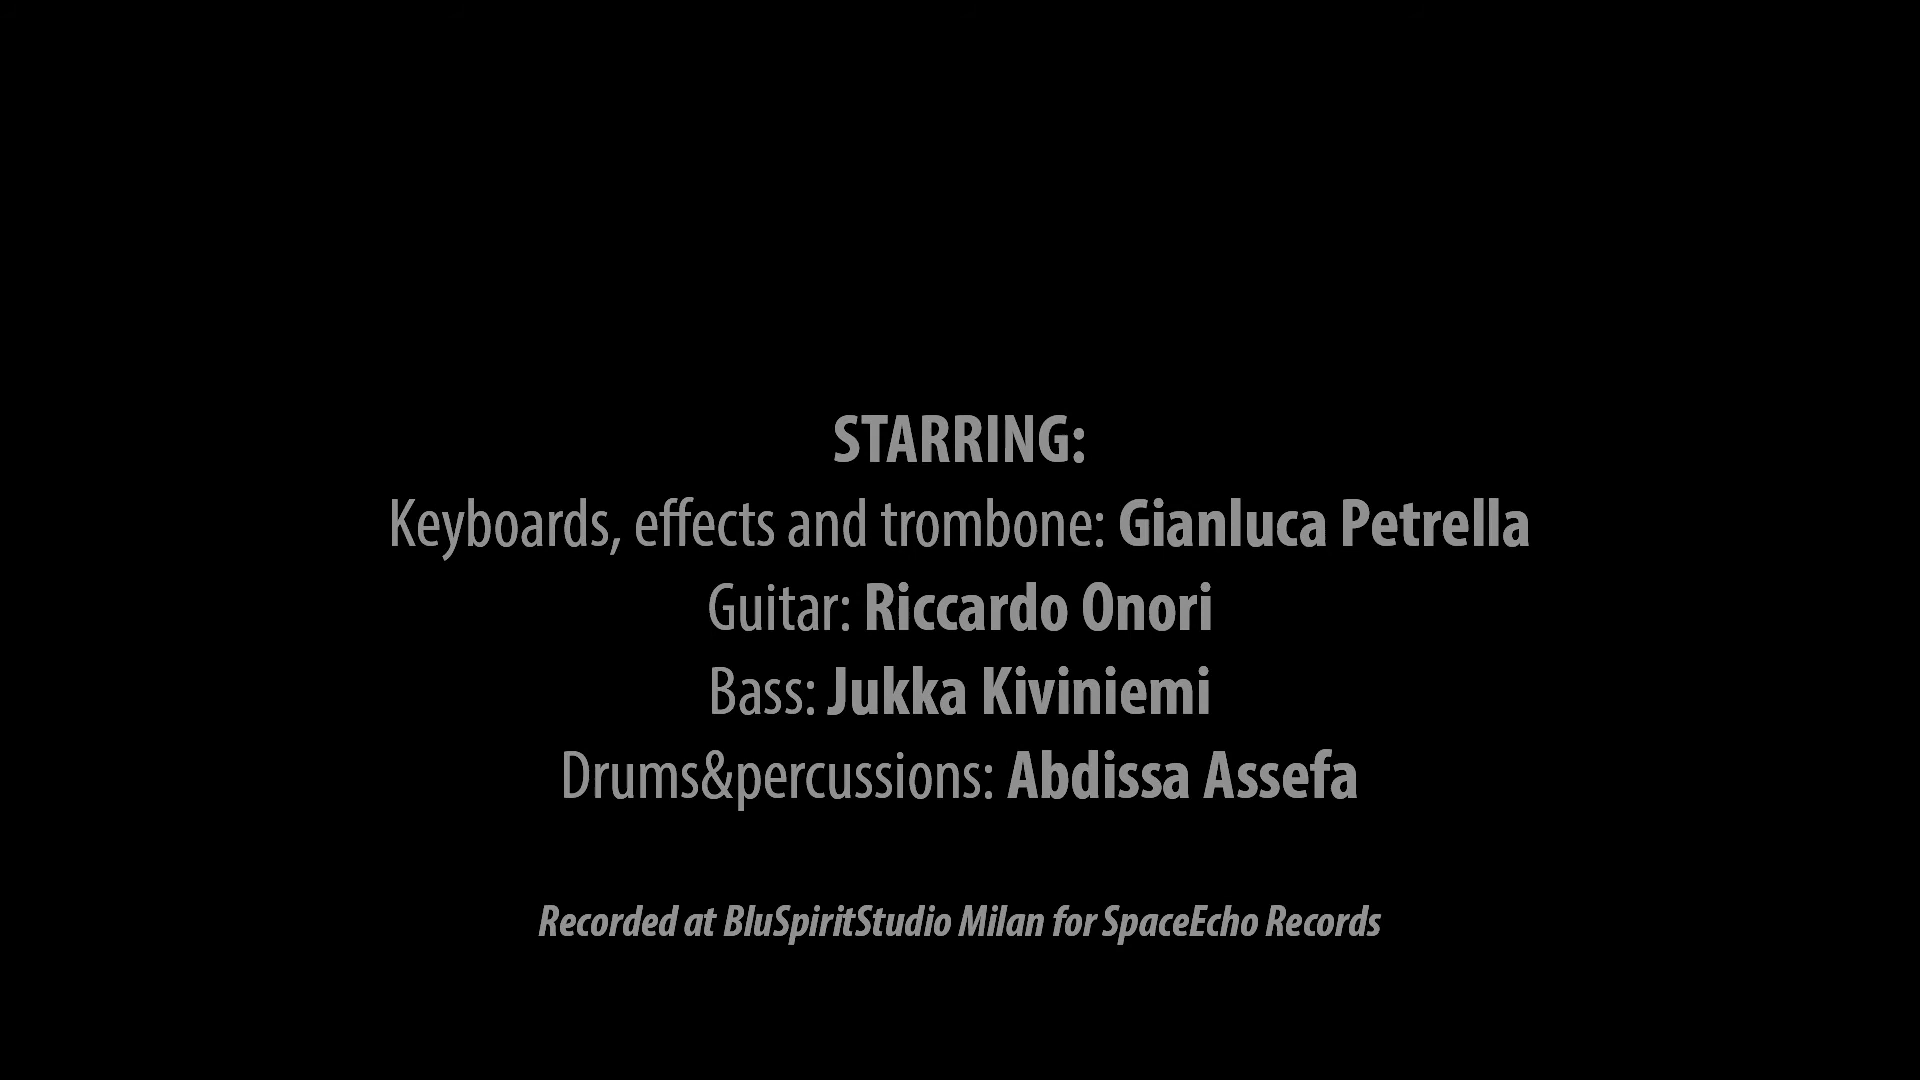 STARRING:
Keyboards, effects and trombone: Gianluca Petrella
Guitar: Riccardo Onori
Bass: Jukka Kiviniemi
Drums&percussions: Abdissa Assefa
Recorded at BluSpiritStudio Milan for SpaceEcho Records